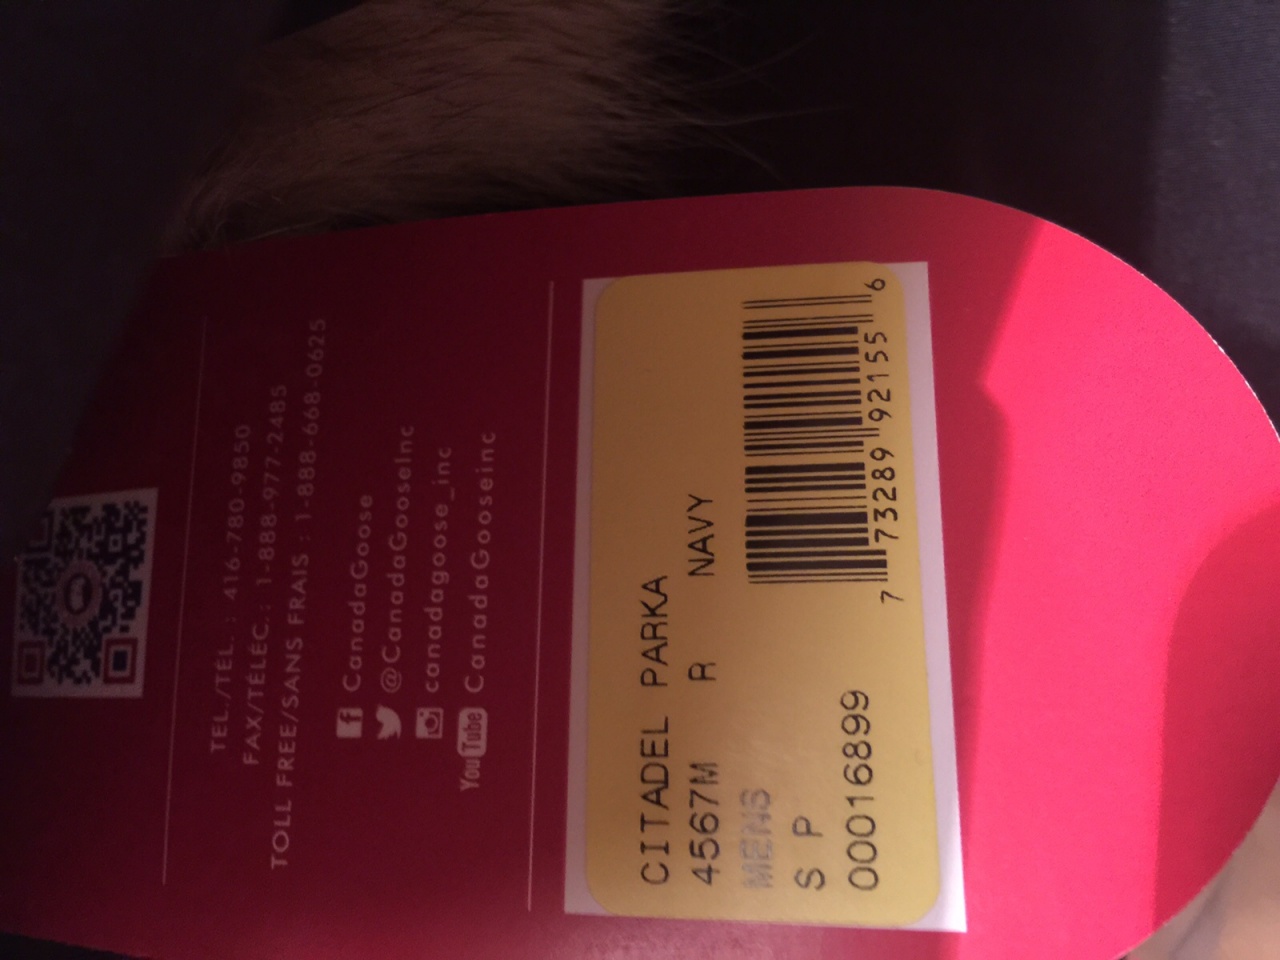 TEL./TÉL. : 416-780-9850
FAX/TÉLÉC.: 1-888-977-2485
TOLL FREE/SANS FRAIS : 1-888-668-0625
CanadaGoose
@CanadaGooseInc
canadagoose_inc
YouTube CanadaGooseinc
CITADEL PARKA
4567M R NAVY
MENS
S P
00016899
7 73289 92155 6